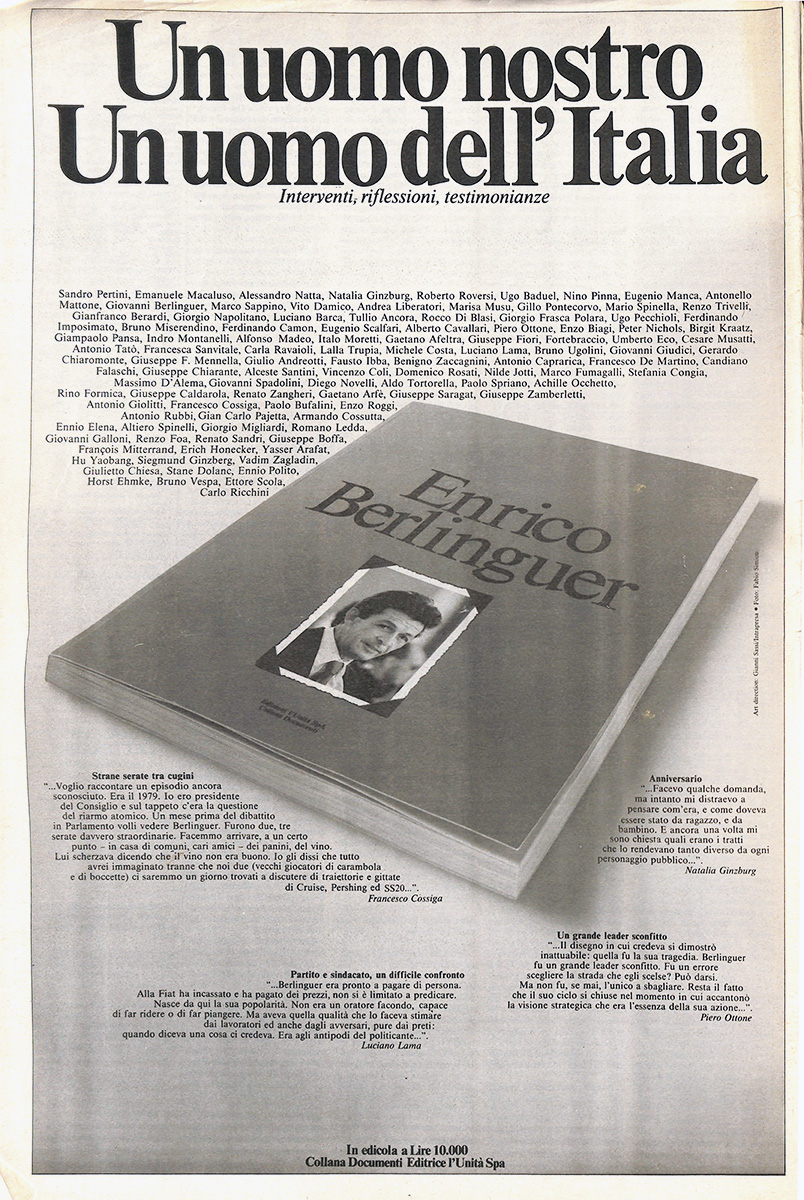 Un uomo nostro
Un uomo dell'Italia
Interventi, riflessioni, testimonianze
Sandro Pertini, Emanuele Macaluso, Alessandro Natta, Natalia Ginzburg, Roberto Roversi, Ugo Baduel, Nino Pinna, Eugenio Manca, Antonello
Mattone, Giovanni Berlinguer, Marco Sappino, Vito Damico, Andrea Liberatori, Marisa Musu, Gillo Pontecorvo, Mario Spinella, Renzo Trivelli,
Gianfranco Berardi, Giorgio Napolitano, Luciano Barca, Tullio Ancora, Rocco Di Blasi, Giorgio Frasca Polara, Ugo Pecchioli, Ferdinando
Imposimato, Bruno Miserendino, Ferdinando Camon, Eugenio Scalfari, Alberto Cavallari, Piero Ottone, Enzo Biagi, Peter Nichols, Birgit Kraatz,
Giampaolo Pansa, Indro Montanelli, Alfonso Madeo, Italo Moretti, Gaetano Afeltra, Giuseppe Fiori, Fortebraccio, Umberto Eco, Cesare Musatti,
Antonio Tatò, Francesca Sanvitale, Carla Ravaioli, Lalla Trupia, Michele Costa, Luciano Lama, Bruno Ugolini, Giovanni Giudici, Gerardo
Chiaromonte, Giuseppe F. Mennella, Giulio Andreotti, Fausto Ibba, Benigno Zaccagnini, Antonio Caprarica, Francesco De Martino, Candiano
Falaschi, Giuseppe Chiarante, Alceste Santini, Vincenzo Coli, Domenico Rosati, Nilde Jotti, Marco Fumagalli, Stefania Congia,
Massimo D'Alema, Giovanni Spadolini, Diego Novelli, Aldo Tortorella, Paolo Spriano, Achille Occhetto,
Rino Formica, Giuseppe Caldarola, Renato Zangheri, Gaetano Arfè, Giuseppe Saragat, Giuseppe Zamberletti,
Antonio Giolitti, Francesco Cossiga, Paolo Bufalini, Enzo Roggi,
Antonio Rubbi, Gian Carlo Pajetta, Armando Cossutta,
Ennio Elena, Altiero Spinelli, Giorgio Migliardi, Romano Ledda,
Giovanni Galloni, Renzo Foa, Renato Sandri, Giuseppe Boffa,
François Mitterrand, Erich Honecker, Yasser Arafat,
Hu Yaobang, Siegmund Ginzberg, Vadim Zagladin,
Giulietto Chiesa, Stane Dolanc, Ennio Polito,
Horst Ehmke, Bruno Vespa, Ettore Scola,
Carlo Ricchini
Enrico
Berlinguer
Edizioni l'Unità Spa
Collana Documenti
Art direction: Gianni Sassi/Intrapresa • Foto: Fabio Simion
Strane serate tra cugini
"...Voglio raccontare un episodio ancora
sconosciuto. Era il 1979. Io ero presidente
del Consiglio e sul tappeto c'era la questione
del riarmo atomico. Un mese prima del dibattito
in Parlamento volli vedere Berlinguer. Furono due, tre
serate davvero straordinarie. Facemmo arrivare, a un certo
punto – in casa di comuni, cari amici – dei panini, del vino.
Lui scherzava dicendo che il vino non era buono. Io gli dissi che tutto
avrei immaginato tranne che noi due (vecchi giocatori di carambola
e di boccette) ci saremmo un giorno trovati a discutere di traiettorie e gittate
di Cruise, Pershing ed SS20...".
Francesco Cossiga
Anniversario
"...Facevo qualche domanda,
ma intanto mi distraevo a
pensare com'era, e come doveva
essere stato da ragazzo, e da
bambino. E ancora una volta mi
sono chiesta quali erano i tratti
che lo rendevano tanto diverso da ogni
personaggio pubblico...".
Natalia Ginzburg
Partito e sindacato, un difficile confronto
"...Berlinguer era pronto a pagare di persona.
Alla Fiat ha incassato e ha pagato dei prezzi, non si è limitato a predicare.
Nasce da qui la sua popolarità. Non era un oratore facondo, capace
di far ridere o di far piangere. Ma aveva quella qualità che lo faceva stimare
dai lavoratori ed anche dagli avversari, pure dai preti:
quando diceva una cosa ci credeva. Era agli antipodi del politicante...".
Luciano Lama
Un grande leader sconfitto
"...Il disegno in cui credeva si dimostrò
inattuabile: quella fu la sua tragedia. Berlinguer
fu un grande leader sconfitto. Fu un errore
scegliere la strada che egli scelse? Può darsi.
Ma non fu, se mai, l'unico a sbagliare. Resta il fatto
che il suo ciclo si chiuse nel momento in cui accantonò
la visione strategica che era l'essenza della sua azione...".
Piero Ottone
In edicola a Lire 10.000
Collana Documenti Editrice l'Unità Spa